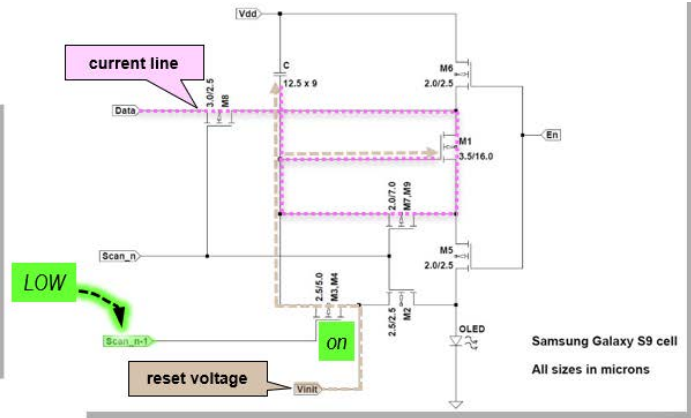 Vdd
current line
C
12.5 x 9
M6
2.0/2.5
3.0/2.5
M8
Data
En
M1
3.5/16.0
2.0/7.0
M7,M9
Scan_n
M5
2.0/2.5
LOW
2.5/5.0
M3,M4
2.5/2.5
M2
OLED
Scan_n-1
on
Samsung Galaxy S9 cell
reset voltage
All sizes in microns
Vinit